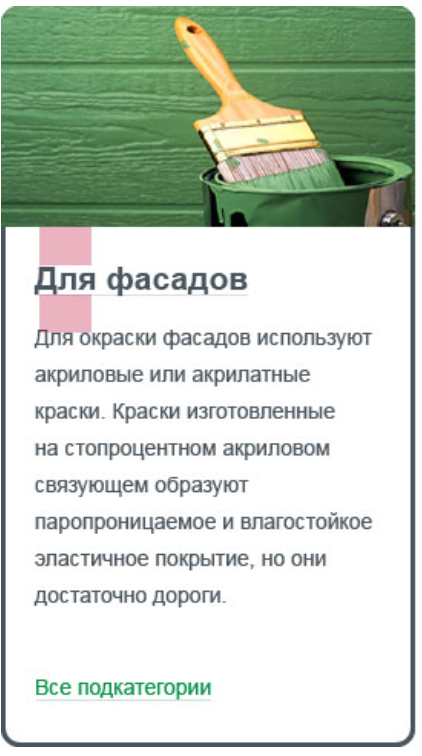 Для фасадов
Для окраски фасадов используют
акриловые или акрилатные
краски. Краски изготовленные
на стопроцентном акриловом
связующем образуют
паропроницаемое и влагостойкое
эластичное покрытие, но они
достаточно дороги.
Все подкатегории